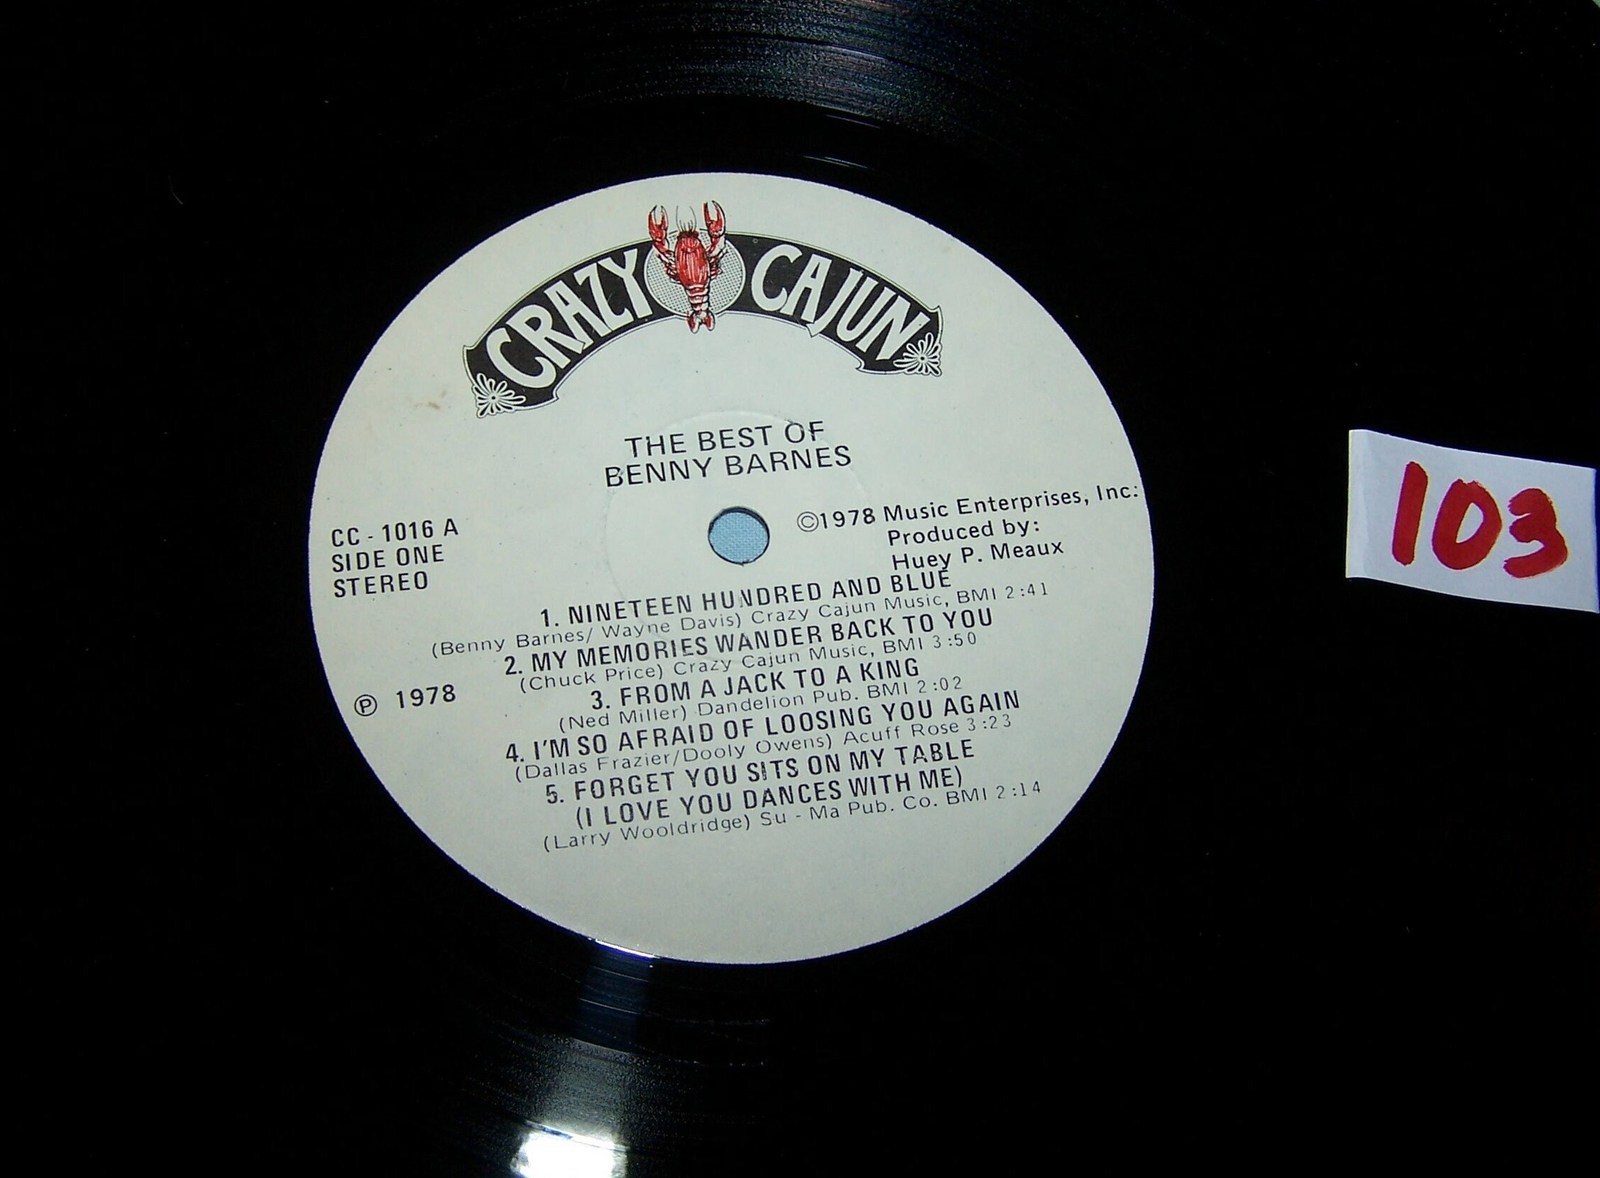 CRAZY CAJUN
THE BEST OF
BENNY BARNES
CC - 1016 A
SIDE ONE
STEREO
©1978 Music Enterprises, Inc:
Produced by:
Huey P. Meaux
1. NINETEEN HUNDRED AND BLUE
(Benny Barnes/ Wayne Davis) Crazy Cajun Music, BMI 2:41
2. MY MEMORIES WANDER BACK TO YOU
(Chuck Price) Crazy Cajun Music, BMI 3:50
3. FROM A JACK TO A KING
(Ned Miller) Dandelion Pub. BMI 2:02
4. I'M SO AFRAID OF LOOSING YOU AGAIN
(Dallas Frazier/Dooly Owens) Acuff Rose 3:23
5. FORGET YOU SITS ON MY TABLE
(I LOVE YOU DANCES WITH ME)
(Larry Wooldridge) Su - Ma Pub. Co. BMI 2:14
℗ 1978
103